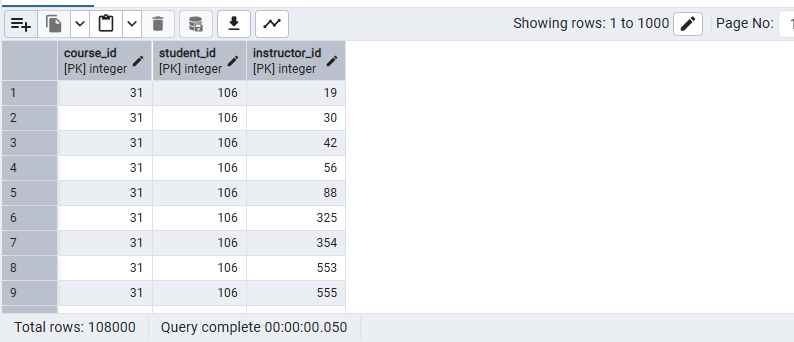 Showing rows: 1 to 1000 Page No: 1
course_id student_id instructor_id
[PK] integer [PK] integer [PK] integer
1 31 106 19
2 31 106 30
3 31 106 42
4 31 106 56
5 31 106 88
6 31 106 325
7 31 106 354
8 31 106 553
9 31 106 555
Total rows: 108000 Query complete 00:00:00.050